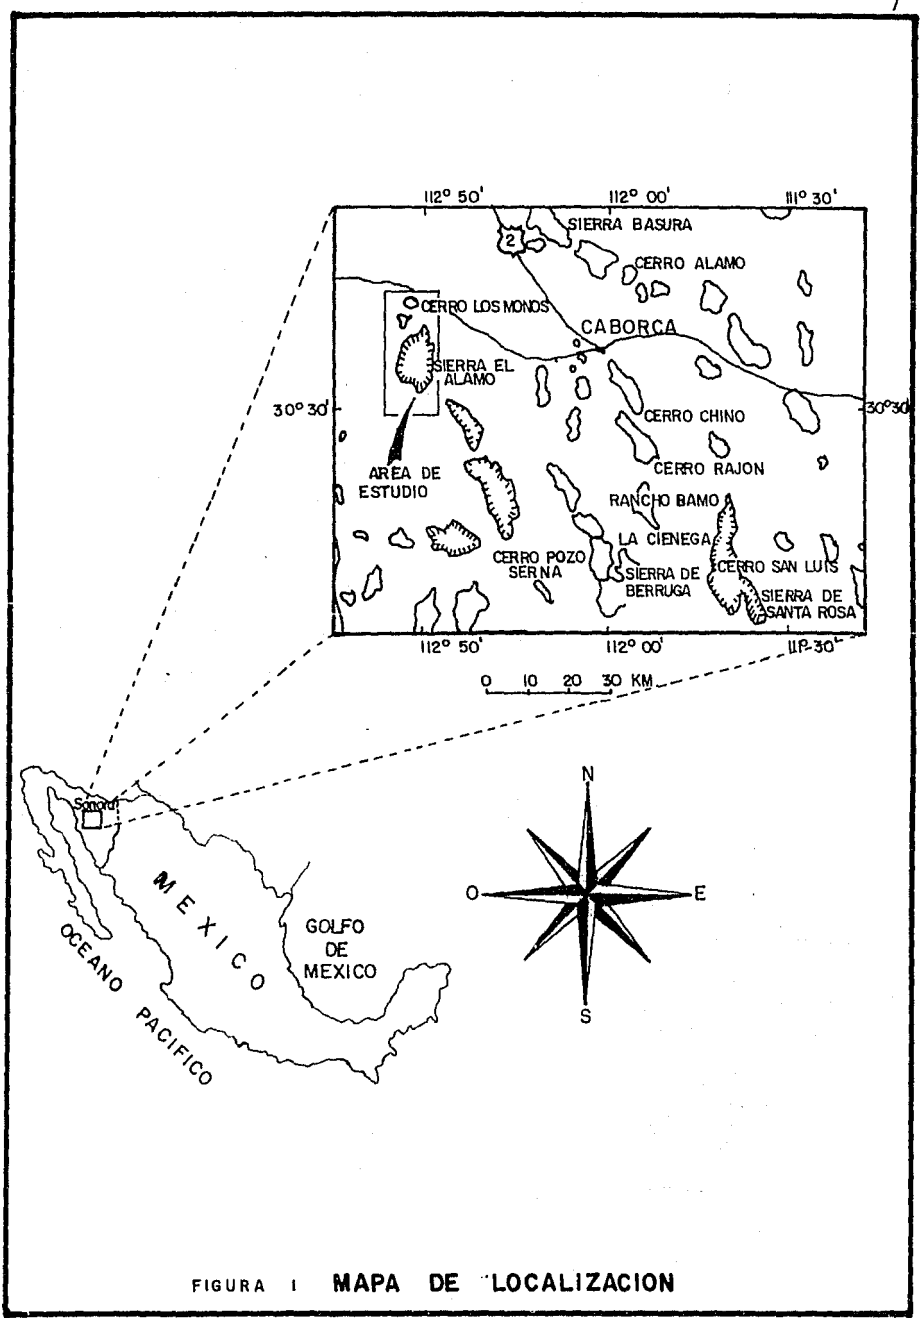 112° 50' 112° 00' 111° 30'
SIERRA BASURA
2
CERRO ALAMO
CERRO LOS MONOS
CABORCA
SIERRA EL
ALAMO
30° 30' 30° 30'
CERRO CHINO
CERRO RAJON
AREA DE
ESTUDIO
RANCHO BAMO
LA CIENEGA
CERRO POZO
SERNA
CERRO SAN LUIS
SIERRA DE
BERRUGA
SIERRA DE
SANTA ROSA
112° 50' 112° 00' 111° 30'
0 10 20 30 KM
N
Sonora
O E
MEXICO
GOLFO
DE
MEXICO
OCEANO PACIFICO
S
FIGURA 1 MAPA DE LOCALIZACION